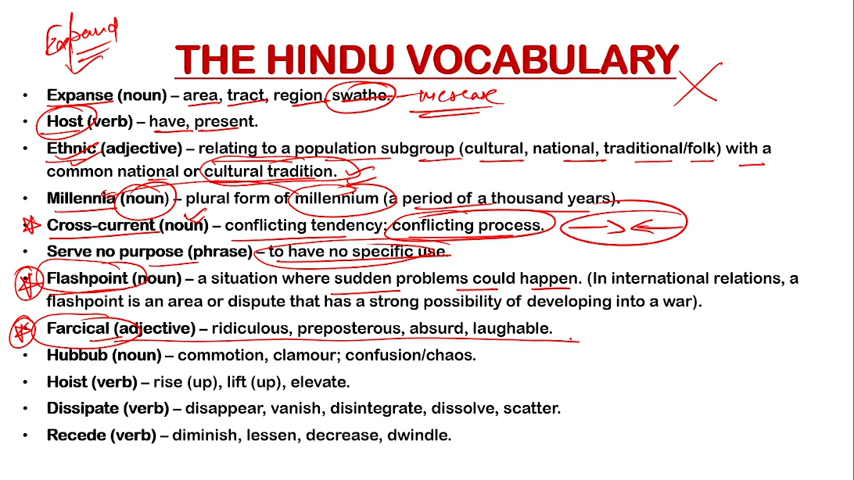 Expand
THE HINDU VOCABULARY
• Expanse (noun) – area, tract, region, swathe. – increase
• Host (verb) – have, present.
• Ethnic (adjective) – relating to a population subgroup (cultural, national, traditional/folk) with a
common national or cultural tradition.
• Millennia (noun) – plural form of millennium (a period of a thousand years).
• Cross-current (noun) – conflicting tendency; conflicting process.
• Serve no purpose (phrase) – to have no specific use.
• Flashpoint (noun) – a situation where sudden problems could happen. (In international relations, a
flashpoint is an area or dispute that has a strong possibility of developing into a war).
• Farcical (adjective) – ridiculous, preposterous, absurd, laughable.
• Hubbub (noun) – commotion, clamour; confusion/chaos.
• Hoist (verb) – rise (up), lift (up), elevate.
• Dissipate (verb) – disappear, vanish, disintegrate, dissolve, scatter.
• Recede (verb) – diminish, lessen, decrease, dwindle.